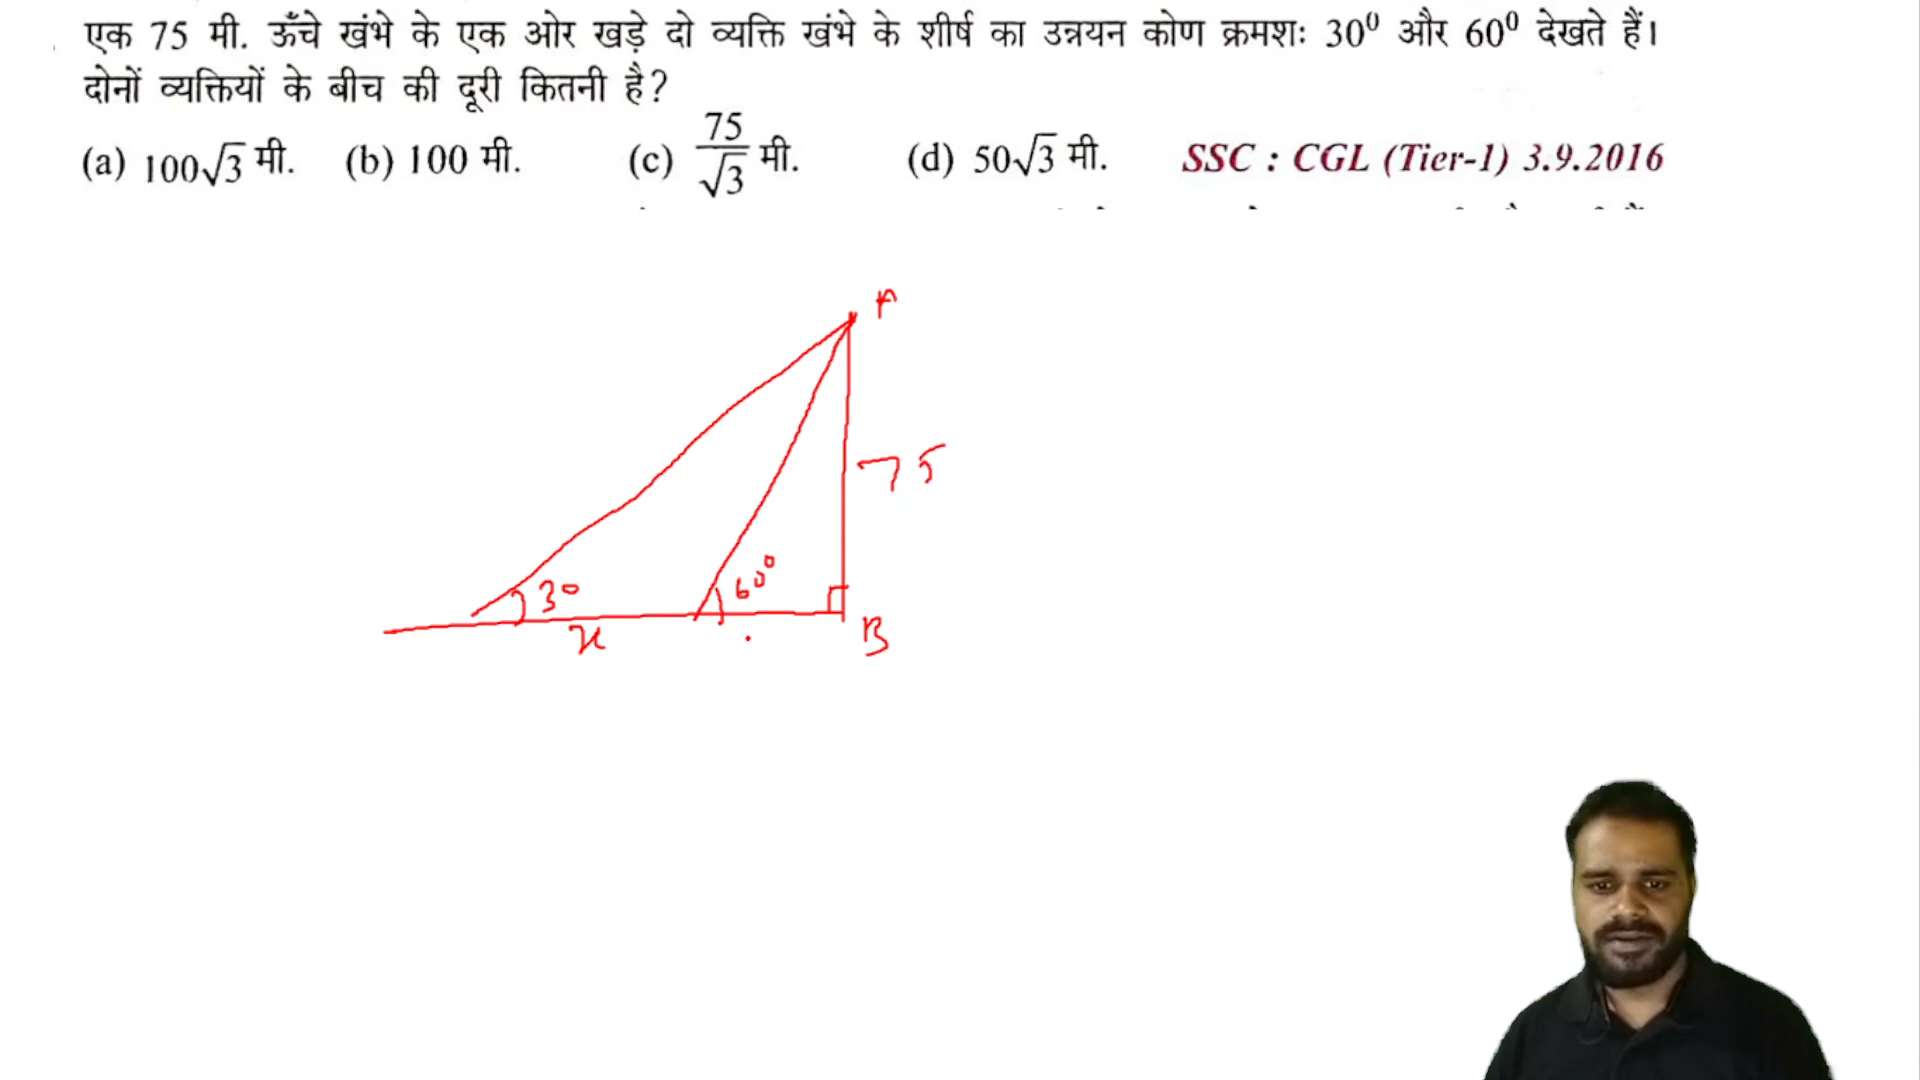 एक 75 मी. ऊँचे खंभे के एक ओर खड़े दो व्यक्ति खंभे के शीर्ष का उन्नयन कोण क्रमशः 30⁰ और 60⁰ देखते हैं।
दोनों व्यक्तियों के बीच की दूरी कितनी है?
(a) 100√3 मी. (b) 100 मी. (c) 75/√3 मी. (d) 50√3 मी. SSC : CGL (Tier-1) 3.9.2016
A
75
30 60°
x B